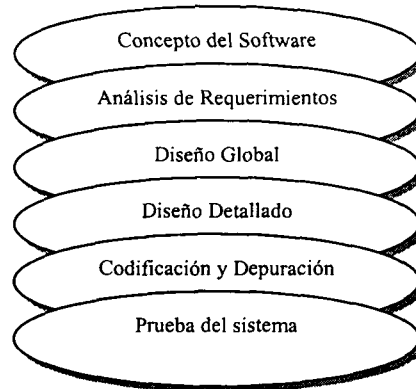 Concepto del Software
Análisis de Requerimientos
Diseño Global
Diseño Detallado
Codificación y Depuración
Prueba del sistema